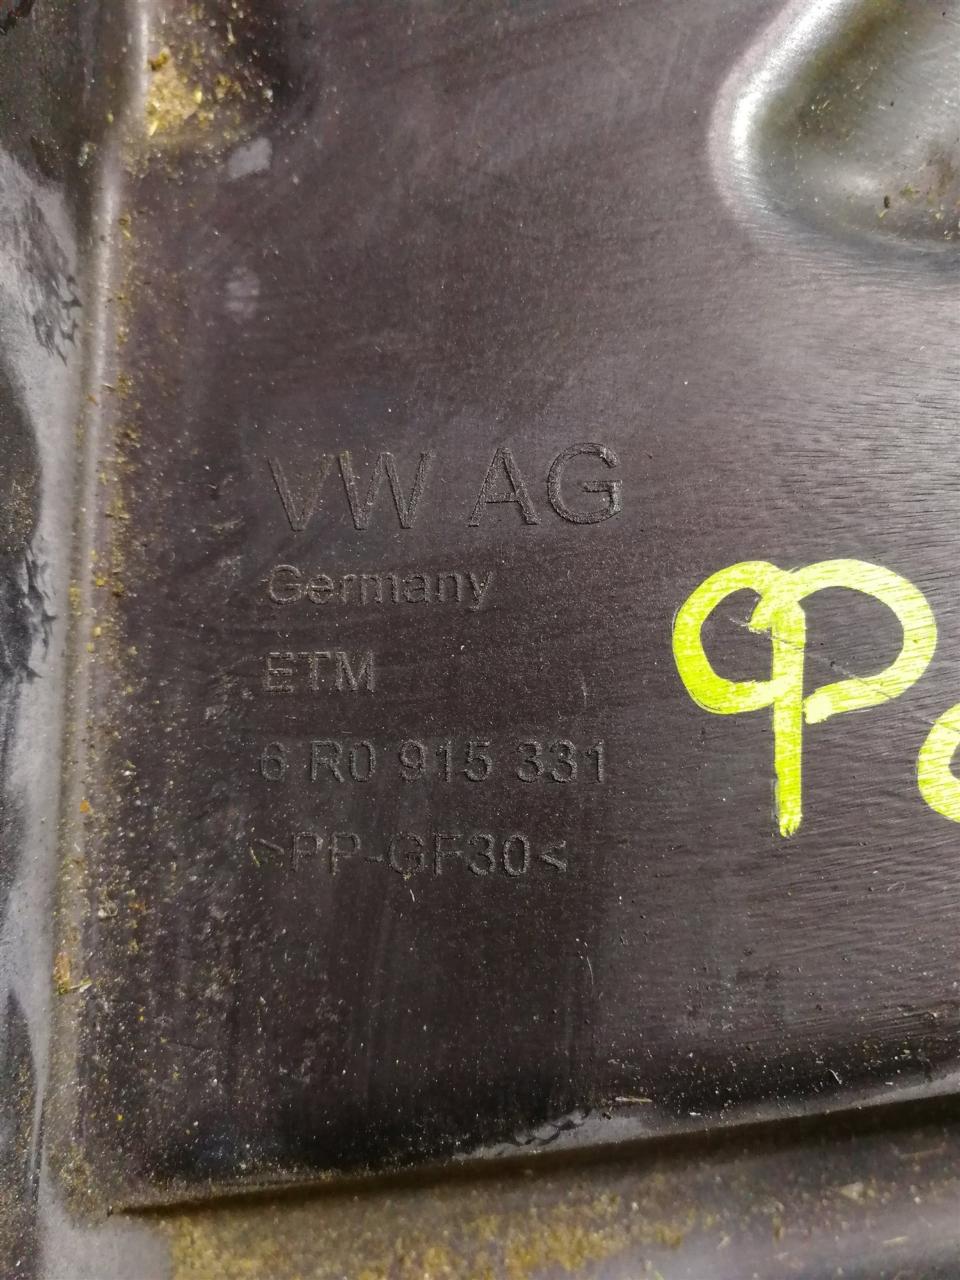 VW AG
Germany
ETM
6 R0 915 331
>PP-GF30<